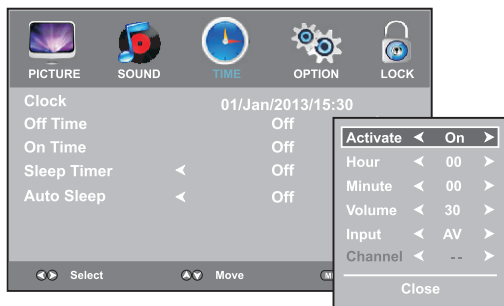 PICTURE SOUND TIME OPTION LOCK
Clock 01/Jan/2013/15:30
Off Time Off
On Time Off
Sleep Timer Off
Auto Sleep Off
Select Move
Activate On
Hour 00
Minute 00
Volume 30
Input AV
Channel --
Close